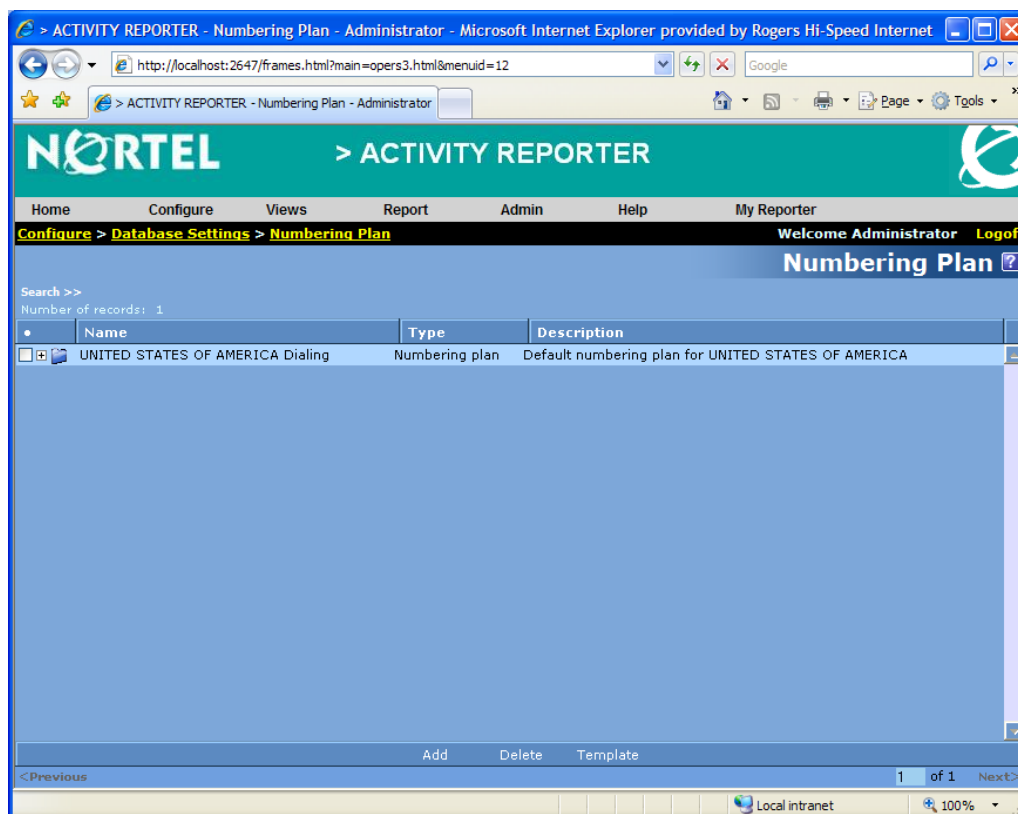 > ACTIVITY REPORTER - Numbering Plan - Administrator - Microsoft Internet Explorer provided by Rogers Hi-Speed Internet
http://localhost:2647/frames.html?main=opers3.html&menuid=12
Google
> ACTIVITY REPORTER - Numbering Plan - Administrator
Page Tools
NORTEL > ACTIVITY REPORTER
Home Configure Views Report Admin Help My Reporter
Configure > Database Settings > Numbering Plan Welcome Administrator Logof
Numbering Plan ?
Search >>
Number of records: 1
Name Type Description
UNITED STATES OF AMERICA Dialing Numbering plan Default numbering plan for UNITED STATES OF AMERICA
Add Delete Template
<Previous 1 of 1 Next>
Local intranet 100%